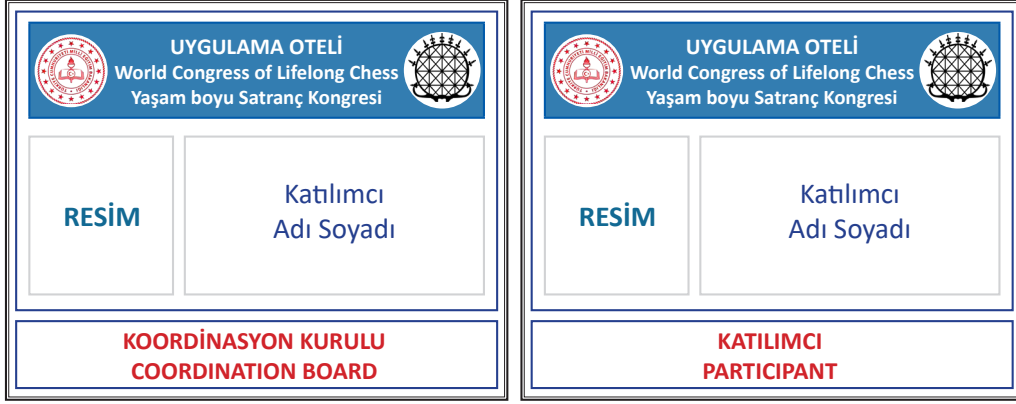 UYGULAMA OTELİ
World Congress of Lifelong Chess
Yaşam boyu Satranç Kongresi
RESİM
Katılımcı
Adı Soyadı
KOORDİNASYON KURULU
COORDINATION BOARD
UYGULAMA OTELİ
World Congress of Lifelong Chess
Yaşam boyu Satranç Kongresi
RESİM
Katılımcı
Adı Soyadı
KATILIMCI
PARTICIPANT